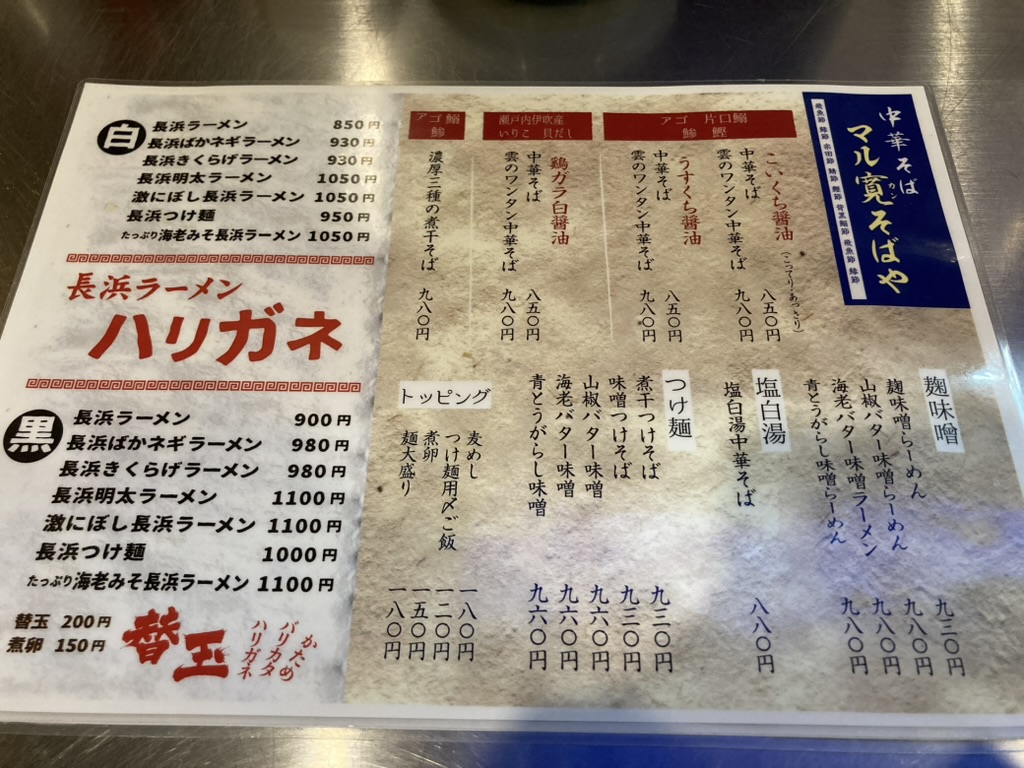 白
長浜ラーメン 850円
長浜ばかネギラーメン 930円
長浜きくらげラーメン 930円
長浜明太ラーメン 1050円
激にぼし長浜ラーメン 1050円
長浜つけ麺 950円
たっぷり海老みそ長浜ラーメン 1050円
長浜ラーメン
ハリガネ
黒
長浜ラーメン 900円
長浜ばかネギラーメン 980円
長浜きくらげラーメン 980円
長浜明太ラーメン 1100円
激にぼし長浜ラーメン 1100円
長浜つけ麺 1000円
たっぷり海老みそ長浜ラーメン 1100円
替玉 200円
煮卵 150円
替玉
かため
バリカタ
ハリガネ
中華そば
マル寛そばや
カン
アゴ 片口鰯
鯵 鰹
こいくち醤油(こってり・あっさり)
中華そば 八五〇円
雲のワンタン中華そば 九八〇円
うすくち醤油
中華そば 八五〇円
雲のワンタン中華そば 九八〇円
瀬戸内伊吹産
いりこ 貝だし
鶏ガラ白醤油
中華そば 八五〇円
雲のワンタン中華そば 九八〇円
アゴ 鰯
鯵
濃厚三種の煮干そば 九八〇円
麹味噌
麹味噌らーめん 九三〇円
山椒バター味噌らーめん 九八〇円
海老バター味噌ラーメン 九八〇円
青とうがらし味噌らーめん 九八〇円
塩白湯
塩白湯中華そば 八八〇円
つけ麺
煮干つけそば 九三〇円
味噌つけそば 九三〇円
山椒バター味噌 九六〇円
海老バター味噌 九六〇円
青とうがらし味噌 九六〇円
トッピング
麦めし 一八〇円
つけ麺用〆ご飯 一二〇円
煮卵 一五〇円
麺大盛り 一八〇円